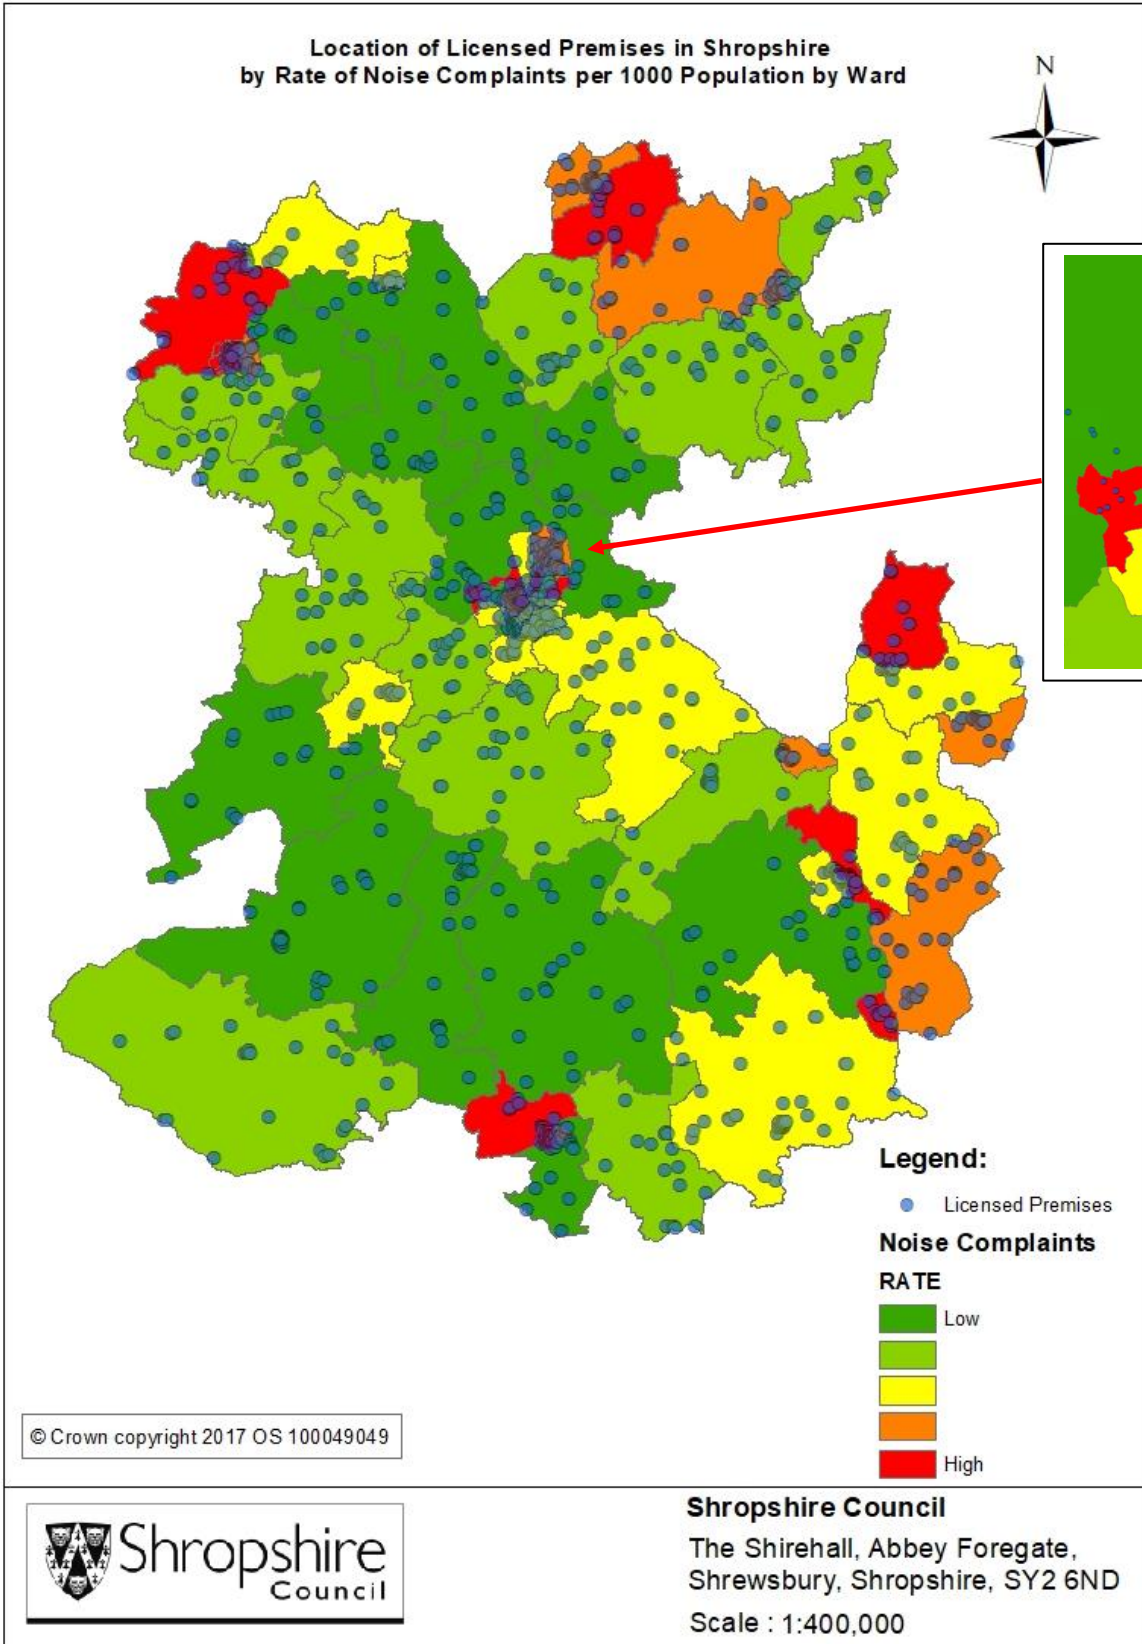 Location of Licensed Premises in Shropshire
by Rate of Noise Complaints per 1000 Population by Ward
N
Legend:
Licensed Premises
Noise Complaints
RATE
Low
High
© Crown copyright 2017 OS 100049049
Shropshire
Council
Shropshire Council
The Shirehall, Abbey Foregate,
Shrewsbury, Shropshire, SY2 6ND
Scale : 1:400,000